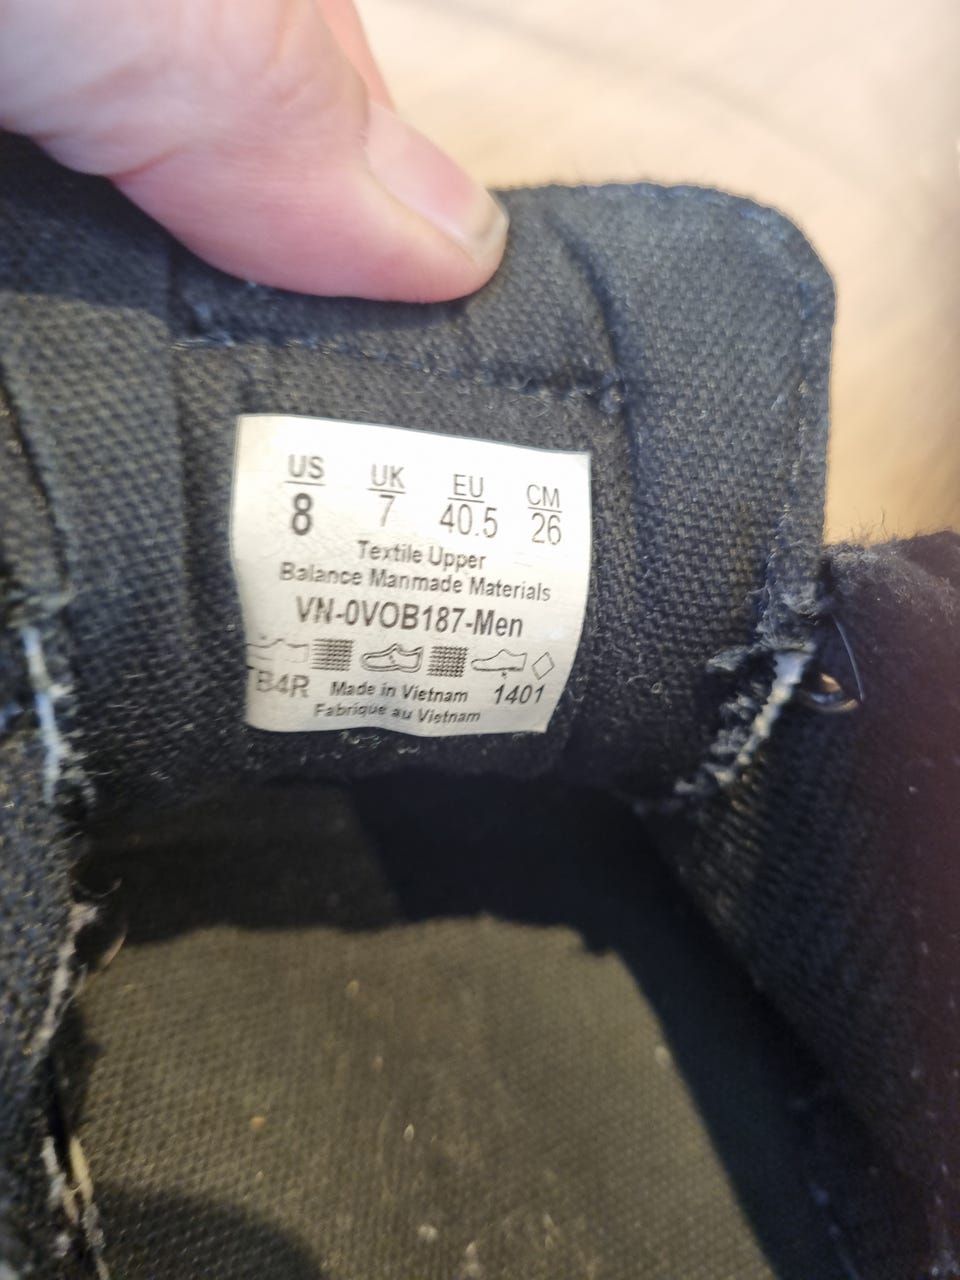 US UK EU CM
8 7 40.5 26
Textile Upper
Balance Manmade Materials
VN-0VOB187-Men
TB4R Made in Vietnam 1401
Fabrique au Vietnam